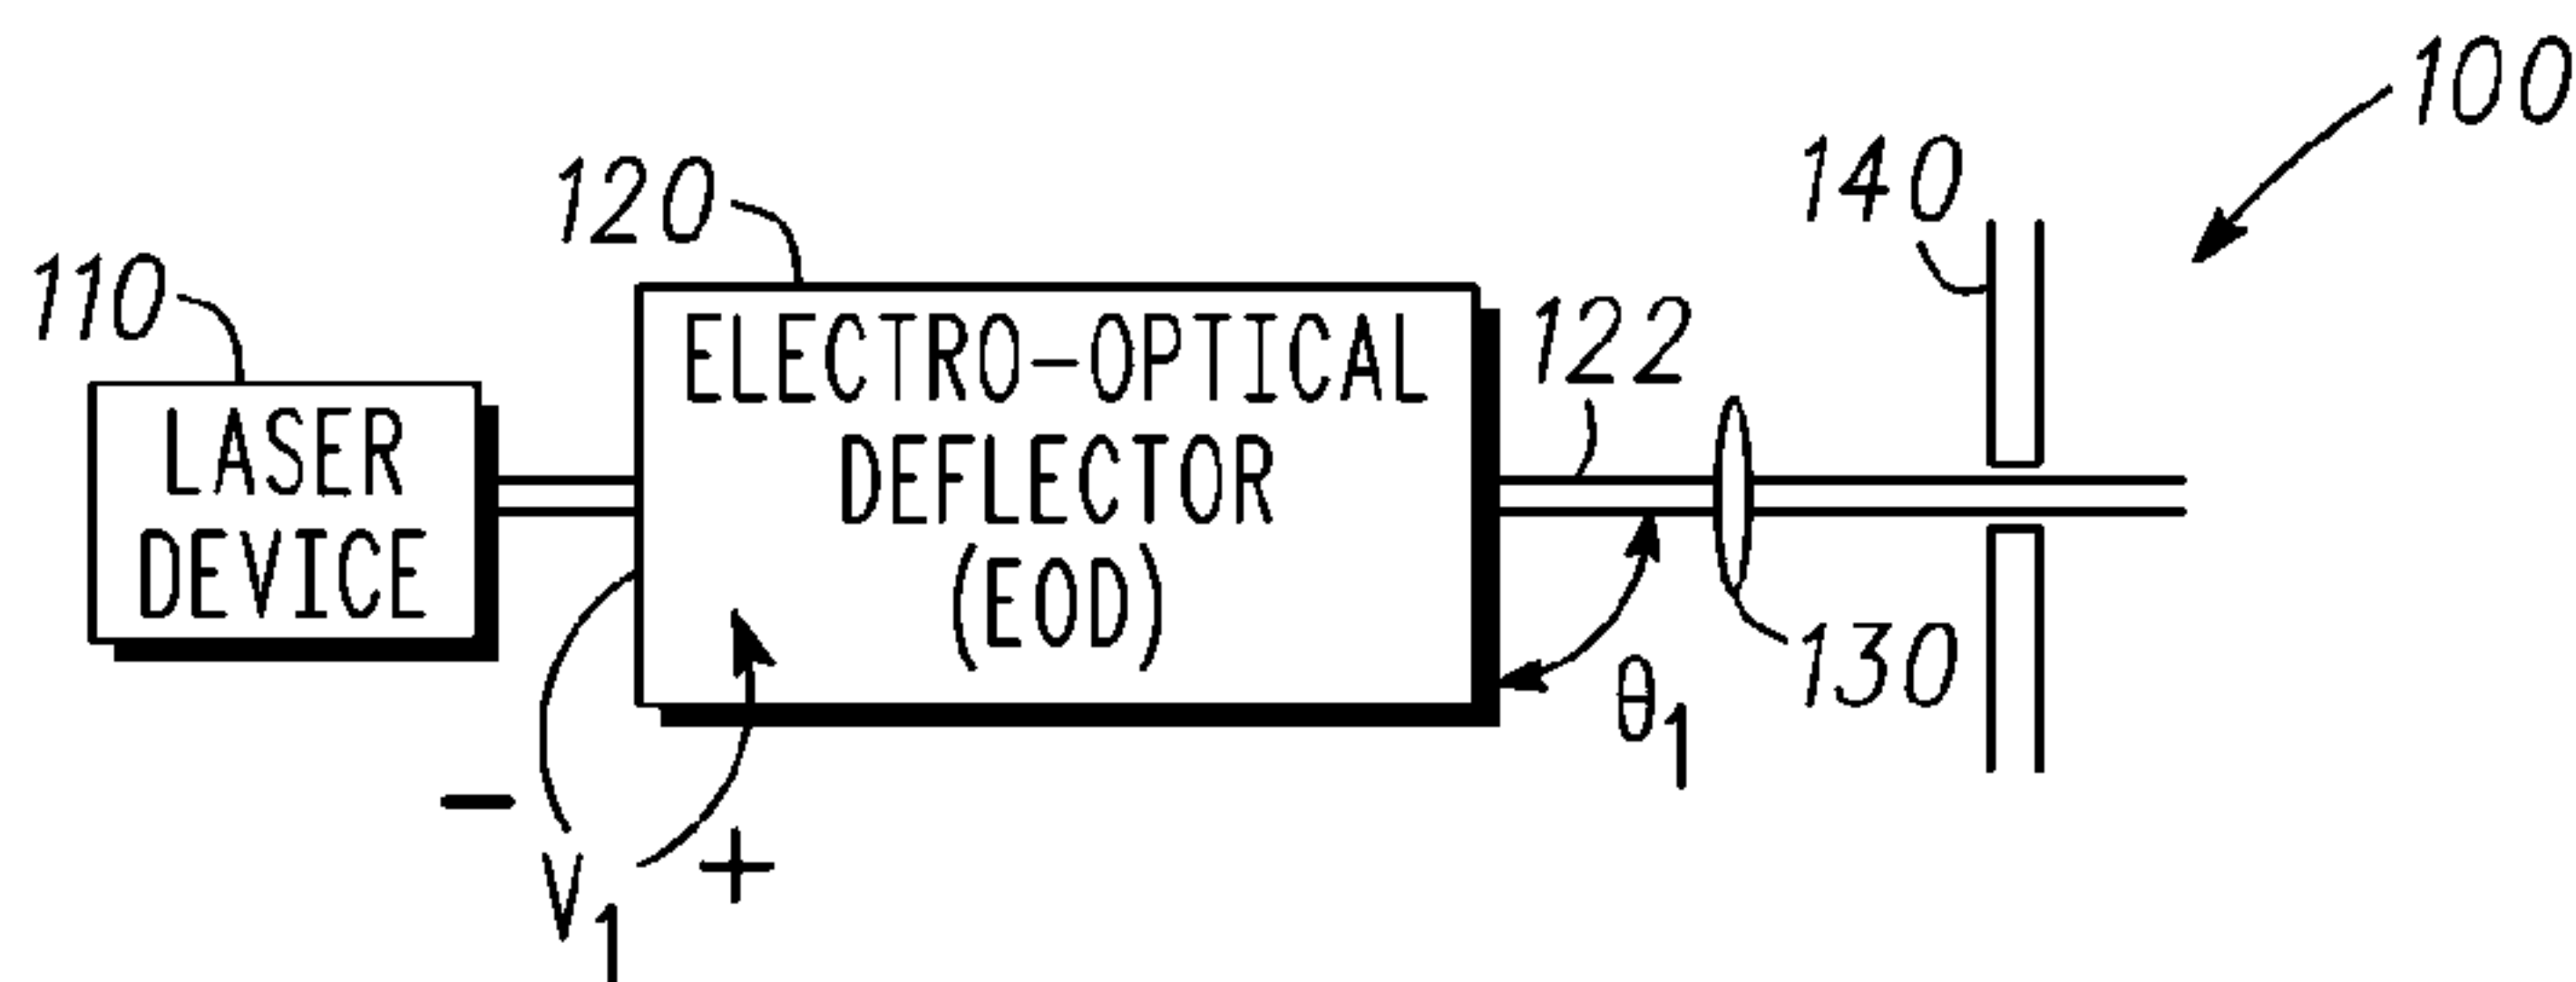 100
140
120
110
122
ELECTRO-OPTICAL
DEFLECTOR
(EOD)
LASER
DEVICE
130
θ1
-
+
V1